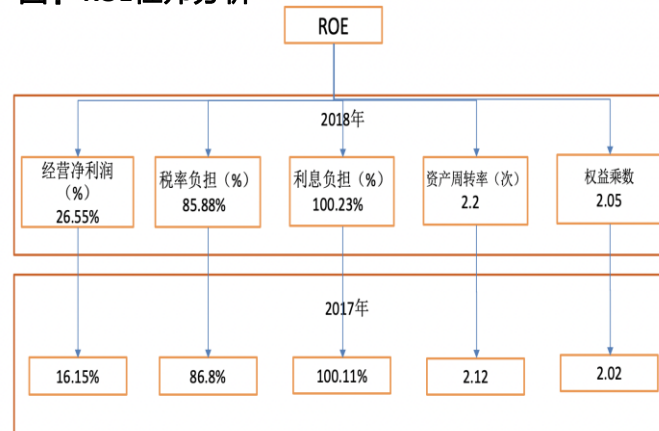 ROE
2018年
经营净利润
（%）
26.55%
税率负担（%）
85.88%
利息负担（%）
100.23%
资产周转率（次）
2.2
权益乘数
2.05
2017年
16.15%
86.8%
100.11%
2.12
2.02